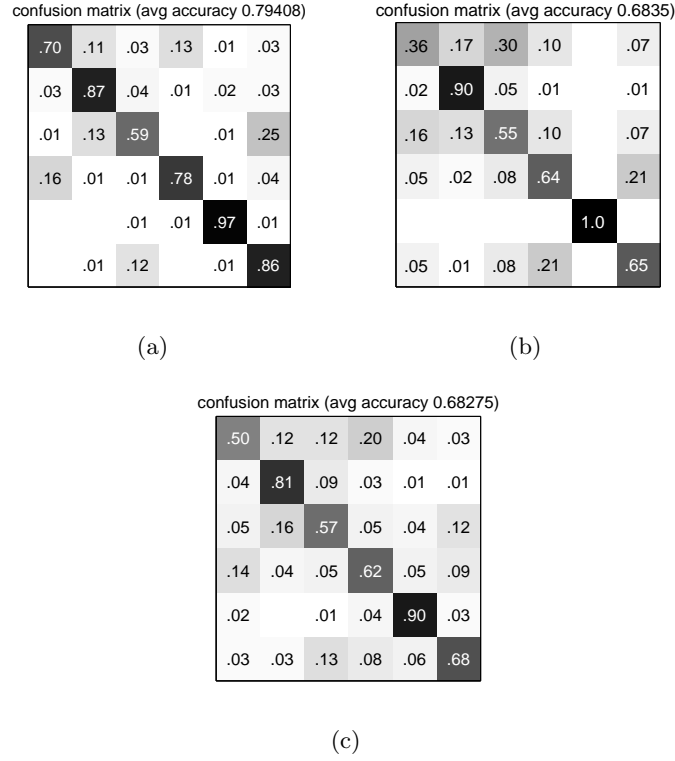 confusion matrix (avg accuracy 0.79408)
.70 .11 .03 .13 .01 .03
.03 .87 .04 .01 .02 .03
.01 .13 .59 .01 .25
.16 .01 .01 .78 .01 .04
.01 .01 .97 .01
.01 .12 .01 .86
(a)
confusion matrix (avg accuracy 0.6835)
.36 .17 .30 .10 .07
.02 .90 .05 .01 .01
.16 .13 .55 .10 .07
.05 .02 .08 .64 .21
1.0
.05 .01 .08 .21 .65
(b)
confusion matrix (avg accuracy 0.68275)
.50 .12 .12 .20 .04 .03
.04 .81 .09 .03 .01 .01
.05 .16 .57 .05 .04 .12
.14 .04 .05 .62 .05 .09
.02 .01 .04 .90 .03
.03 .03 .13 .08 .06 .68
(c)